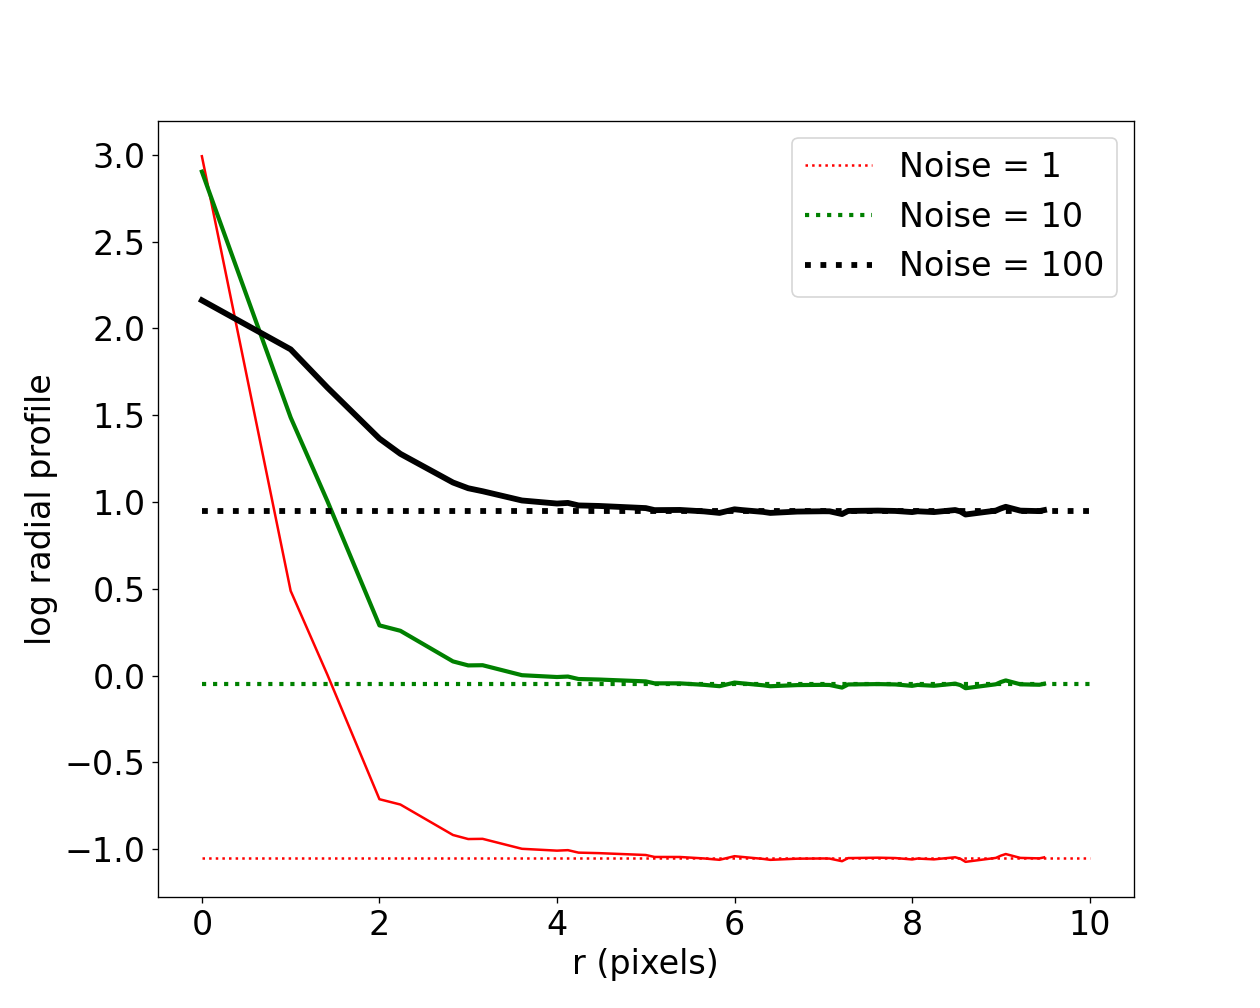 Noise = 1
Noise = 10
Noise = 100
log radial profile
3.0
2.5
2.0
1.5
1.0
0.5
0.0
−0.5
−1.0
0 2 4 6 8 10
r (pixels)